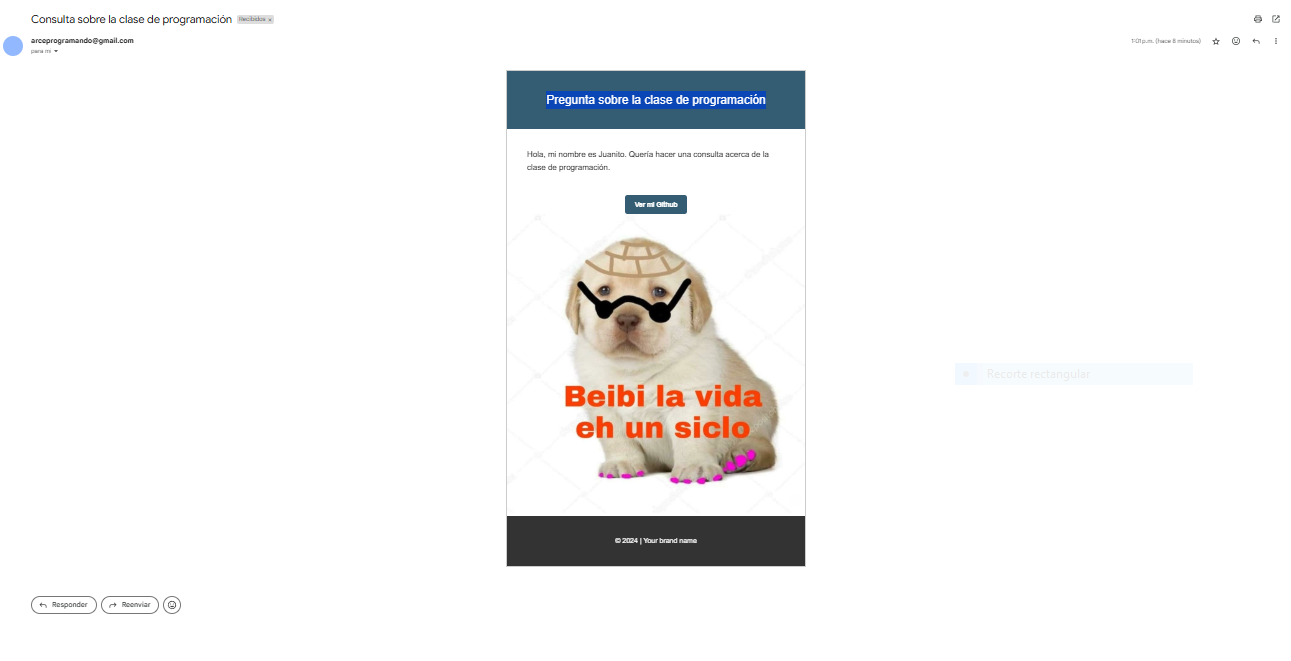 Consulta sobre la clase de programación
Recibidos x
arceprogramando@gmail.com
para mí
1:01 p.m. (hace 8 minutos)
Pregunta sobre la clase de programación
Hola, mi nombre es Juanito. Quería hacer una consulta acerca de la
clase de programación.
Ver mi Github
Beibi la vida
eh un siclo
© 2024 | Your brand name
Recorte rectangular
Responder
Reenviar